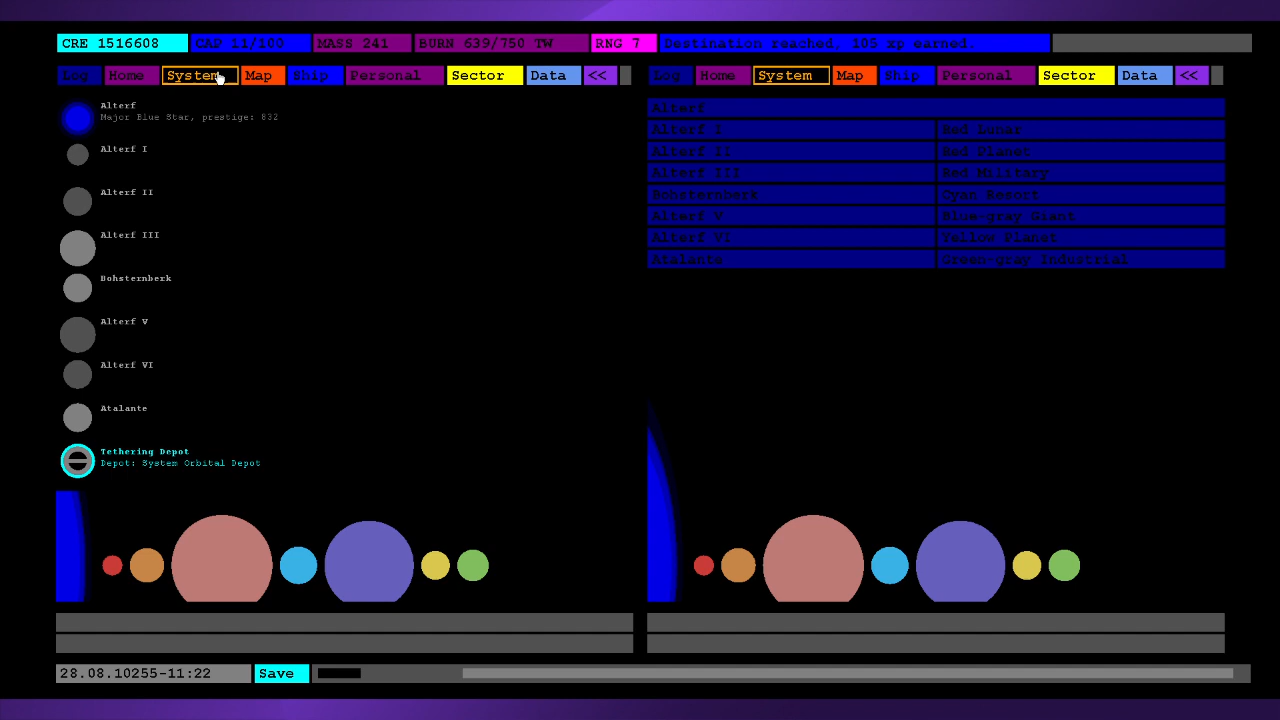 CRE 1516608 CAP 11/100 MASS 241 BURN 639/750 TW RNG 7 Destination reached, 105 xp earned.
Log Home System Map Ship Personal Sector Data << Log Home System Map Ship Personal Sector Data <<
Alterf
Major Blue Star, prestige: 832
Alterf I
Alterf II
Alterf III
Bohsternberk
Alterf V
Alterf VI
Atalante
Tethering Depot
Depot: System Orbital Depot
Alterf
Alterf I Red Lunar
Alterf II Red Planet
Alterf III Red Military
Bohsternberk Cyan Resort
Alterf V Blue-gray Giant
Alterf VI Yellow Planet
Atalante Green-gray Industrial
28.08.10255-11:22 Save